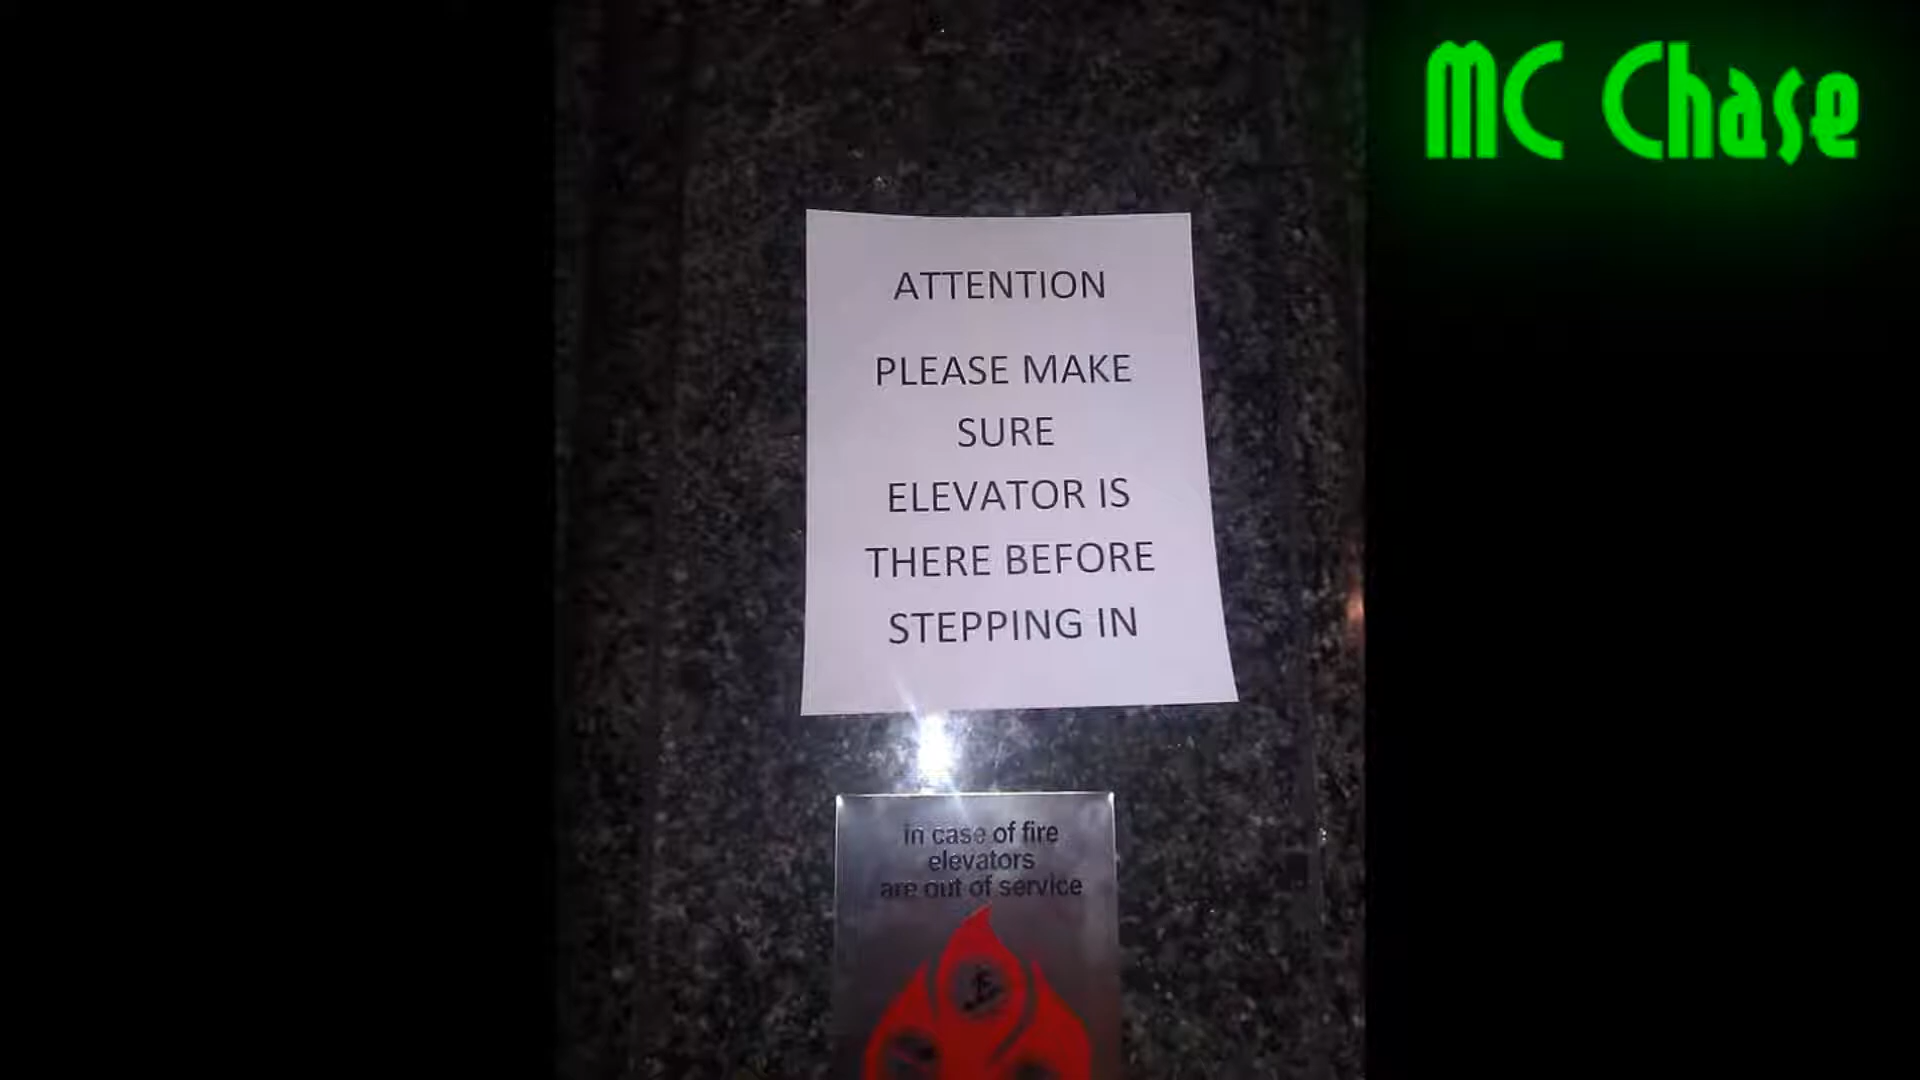 MC Chase
ATTENTION
PLEASE MAKE
SURE
ELEVATOR IS
THERE BEFORE
STEPPING IN
in case of fire
elevators
are out of service